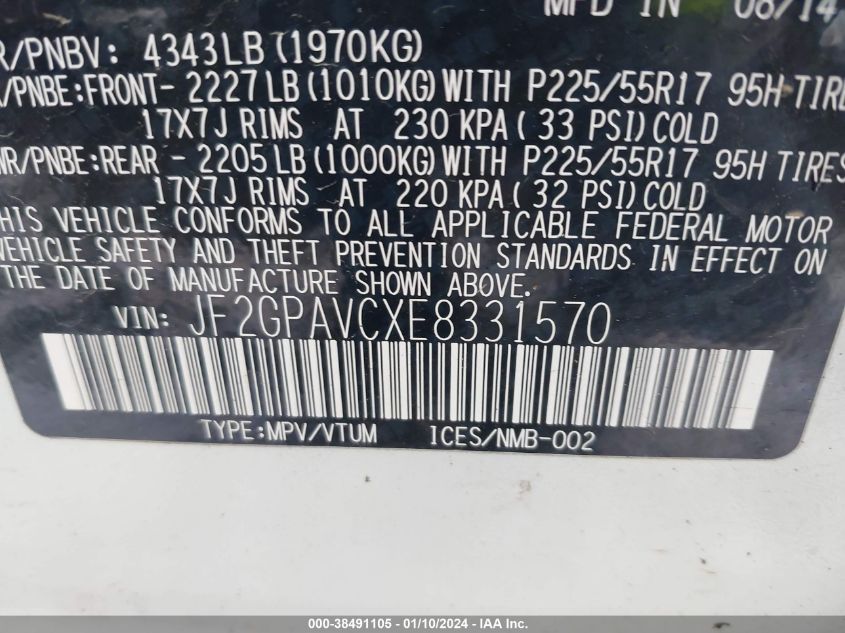 MFD IN 08/14
R/PNBV: 4343LB (1970KG)
/PNBE:FRONT- 2227 LB (1010KG) WITH P225/55R17 95H TIRE
17X7J RIMS AT 230 KPA ( 33 PSI) COLD
WR/PNBE:REAR - 2205 LB (1000KG) WITH P225/55R17 95H TIRES
17X7J RIMS AT 220 KPA ( 32 PSI) COLD
HIS VEHICLE CONFORMS TO ALL APPLICABLE FEDERAL MOTOR
VEHICLE SAFETY AND THEFT PREVENTION STANDARDS IN EFFECT ON
THE DATE OF MANUFACTURE SHOWN ABOVE.
VIN: JF2GPAVCXE8331570
TYPE:MPV/VTUM ICES/NMB-002
000-38491105 - 01/10/2024 - IAA, INC.